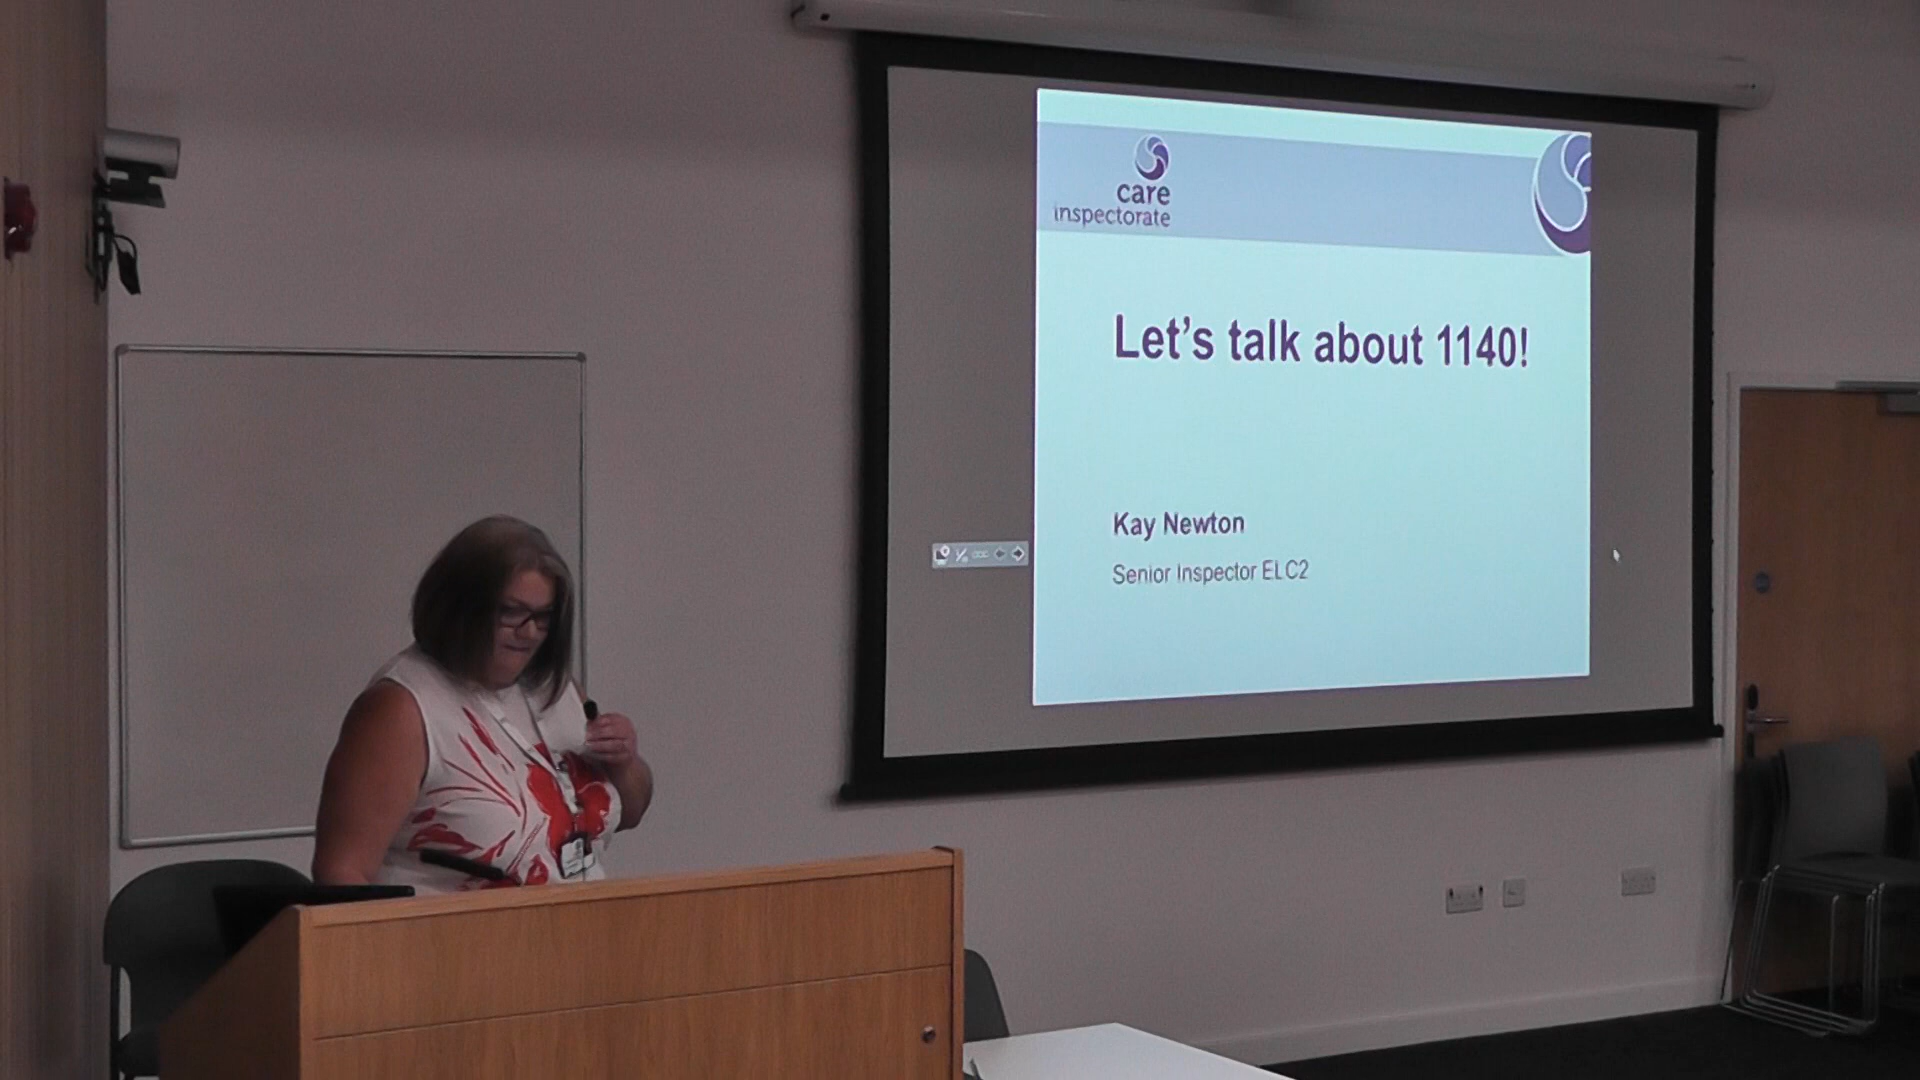 care
inspectorate
Let's talk about 1140!
Kay Newton
Senior Inspector ELC2